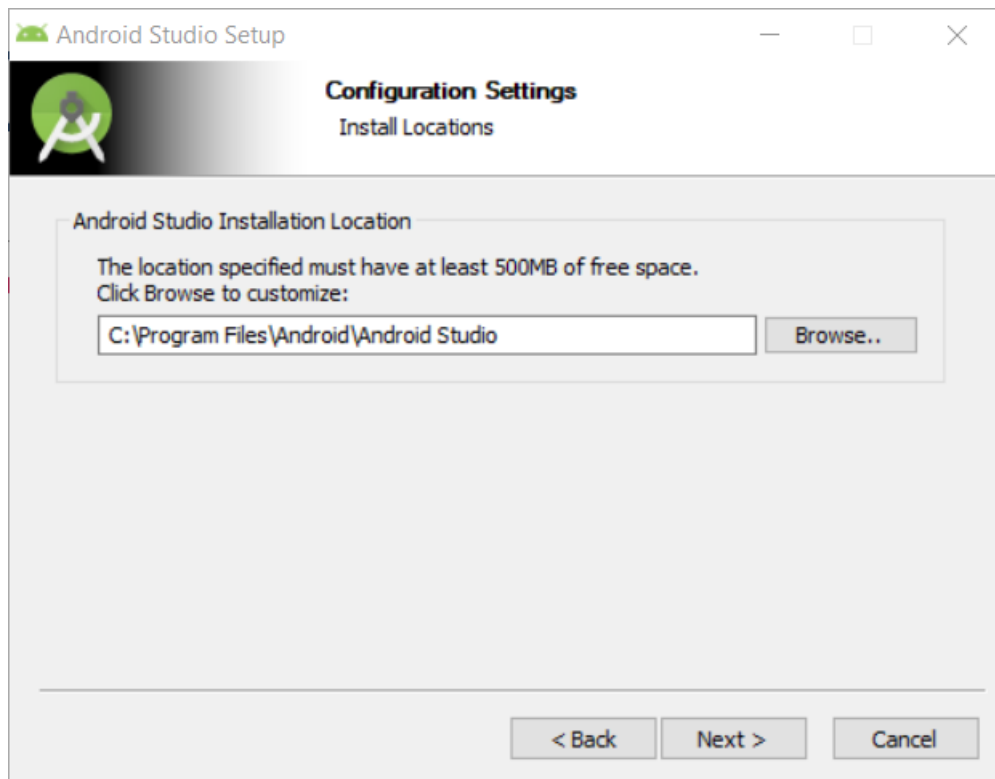 Android Studio Setup
Configuration Settings
Install Locations
Android Studio Installation Location
The location specified must have at least 500MB of free space.
Click Browse to customize:
C:\Program Files\Android\Android Studio
Browse..
< Back
Next >
Cancel